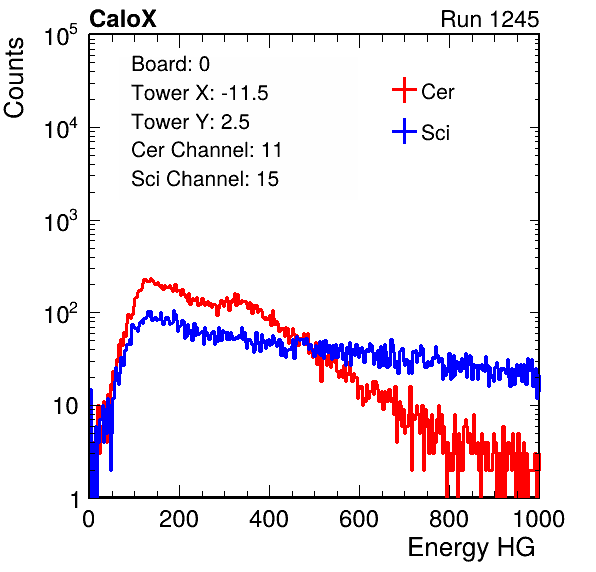 CaloX Run 1245
Counts
10^5
10^4
10^3
10^2
10
1
Board: 0
Tower X: -11.5
Tower Y: 2.5
Cer Channel: 11
Sci Channel: 15
Cer
Sci
0 200 400 600 800 1000
Energy HG